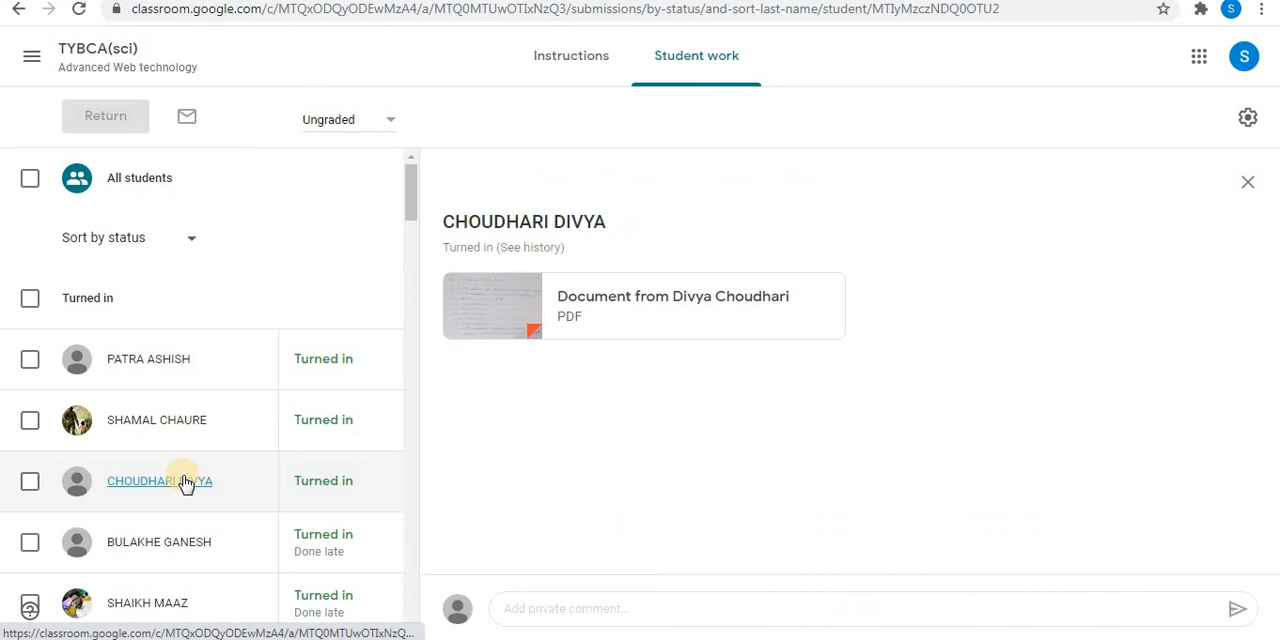 classroom.google.com/c/MTQxODQyODEwMzA4/a/MTQ0MTUwOTIxNzQ3/submissions/by-status/and-sort-last-name/student/MTIyMzczNDQ0OTU2
S
TYBCA(sci)
Advanced Web technology
Instructions
Student work
S
Return
Ungraded
All students
Sort by status
Turned in
PATRA ASHISH
Turned in
SHAMAL CHAURE
Turned in
CHOUDHARI DIVYA
Turned in
BULAKHE GANESH
Turned in
Done late
SHAIKH MAAZ
Turned in
Done late
CHOUDHARI DIVYA
Turned in (See history)
Document from Divya Choudhari
PDF
Add private comment...
https://classroom.google.com/c/MTQxODQyODEwMzA4/a/MTQ0MTUwOTIxNzQ...